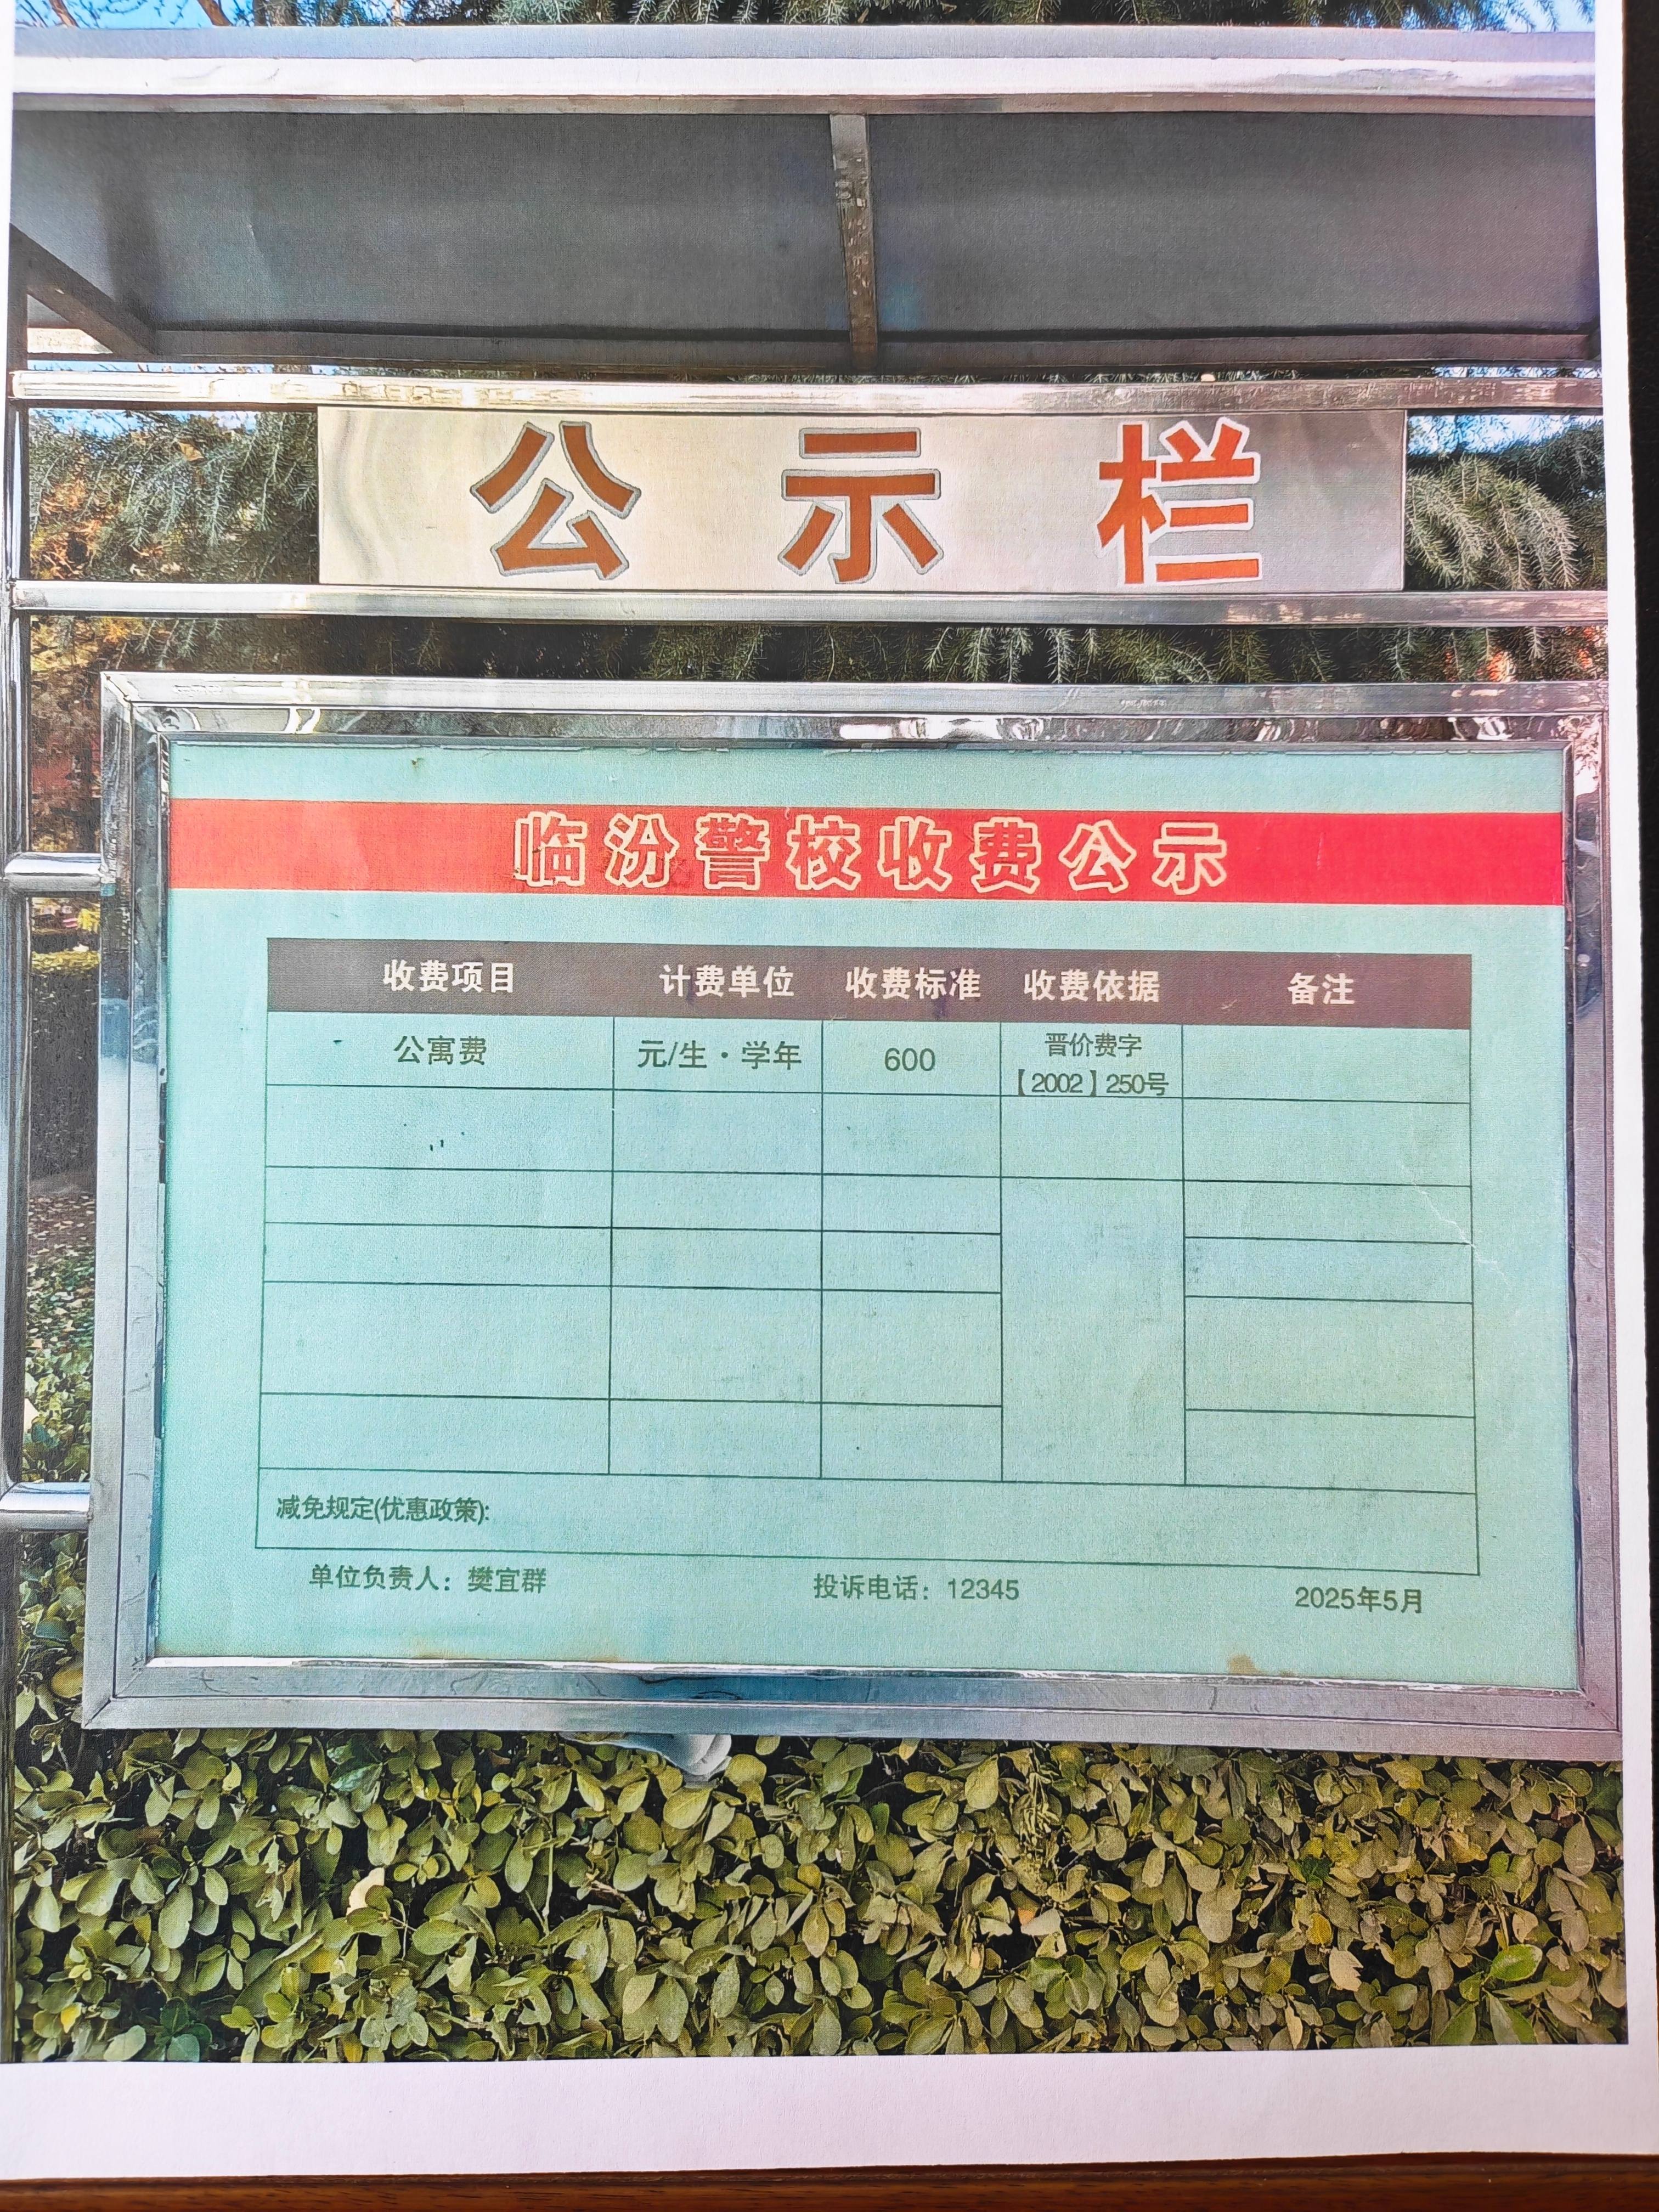 公示栏
临汾警校收费公示
收费项目 计费单位 收费标准 收费依据 备注
公寓费 元/生·学年 600 晋价费字
【2002】250号
减免规定(优惠政策):
单位负责人：樊宜群 投诉电话：12345 2025年5月